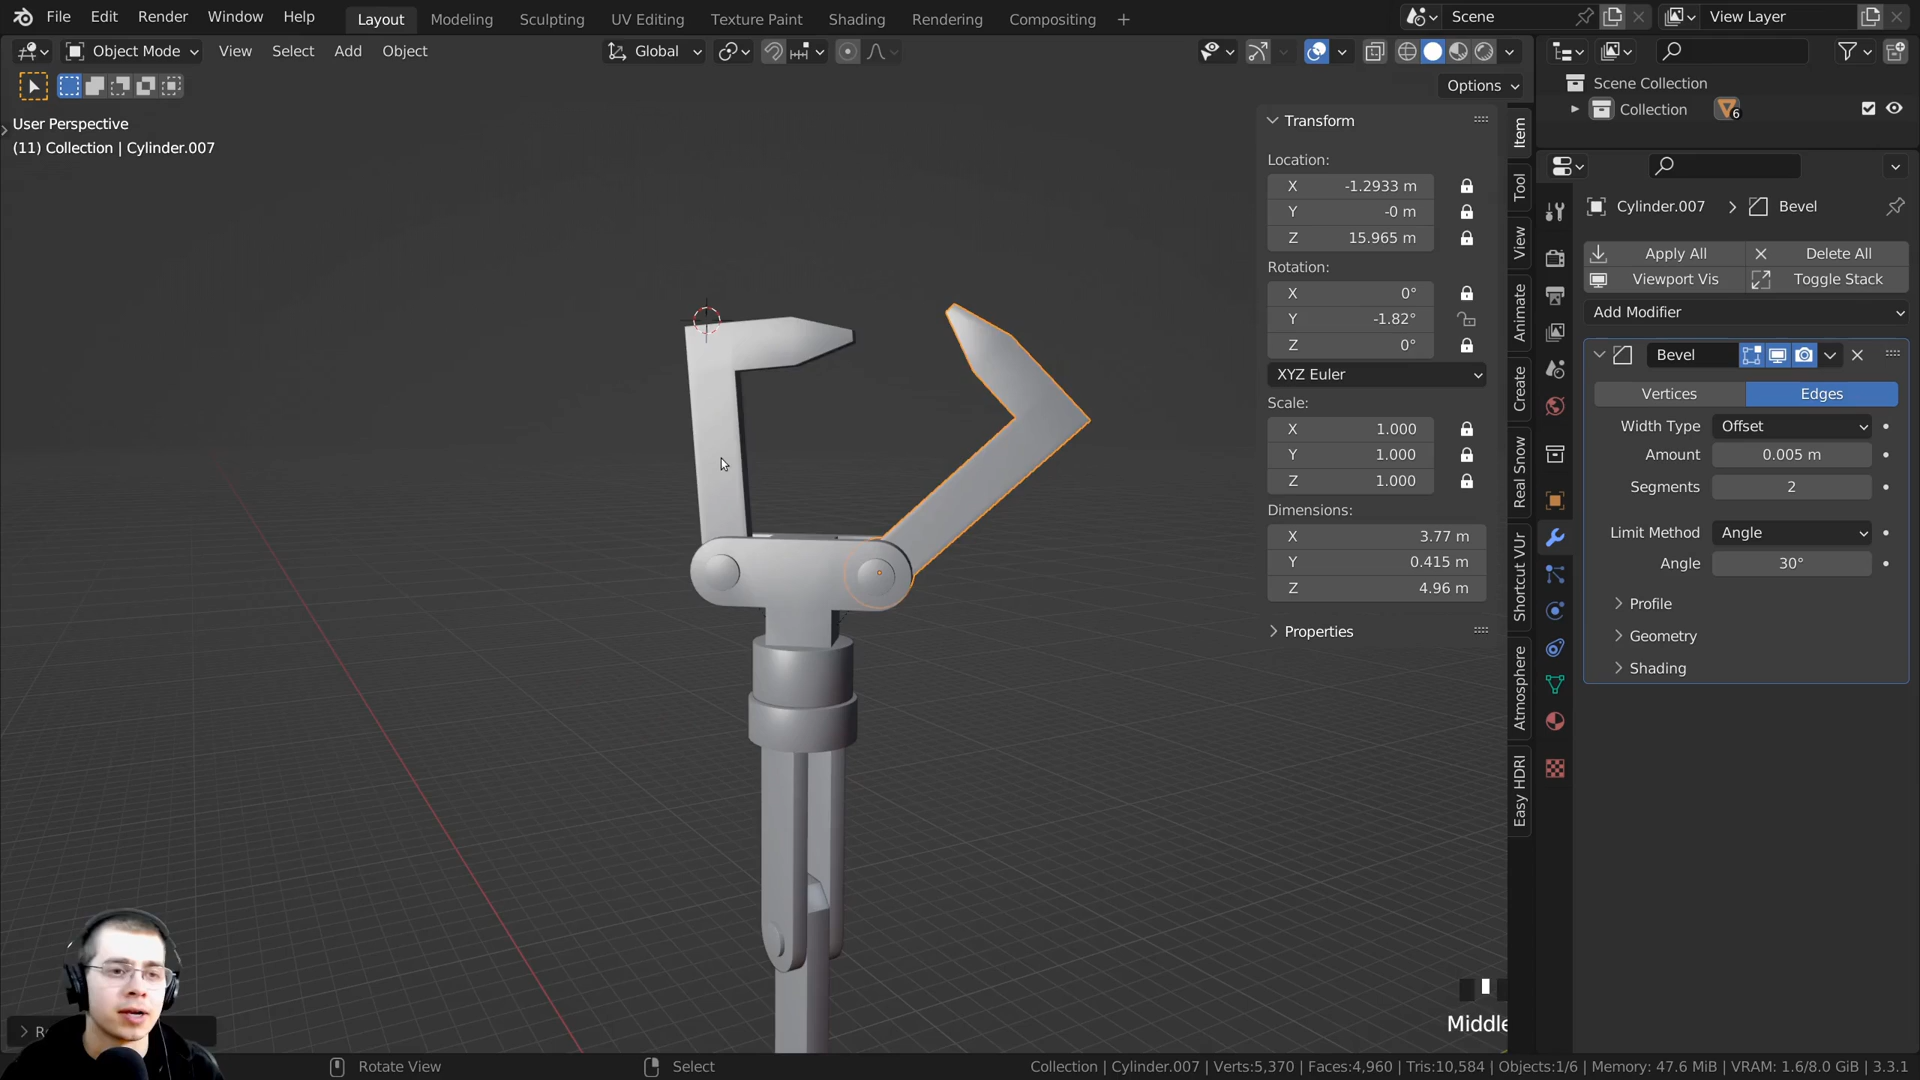 File Edit Render Window Help Layout Modeling Sculpting UV Editing Texture Paint Shading Rendering Compositing + Scene View Layer
Object Mode View Select Add Object Global
Options
User Perspective
(11) Collection | Cylinder.007
Transform
Location:
X -1.2933 m
Y -0 m
Z 15.965 m
Rotation:
X 0°
Y -1.82°
Z 0°
XYZ Euler
Scale:
X 1.000
Y 1.000
Z 1.000
Dimensions:
X 3.77 m
Y 0.415 m
Z 4.96 m
Properties
Item
Tool
View
Animate
Create
Real Snow
Shortcut VUr
Atmosphere
Easy HDRI
Scene Collection
Collection 6
Cylinder.007 > Bevel
Apply All Delete All
Viewport Vis Toggle Stack
Add Modifier
Bevel
Vertices Edges
Width Type Offset
Amount 0.005 m
Segments 2
Limit Method Angle
Angle 30°
Profile
Geometry
Shading
Middle
Rotate View Select Collection | Cylinder.007 | Verts:5,370 | Faces:4,960 | Tris:10,584 | Objects:1/6 | Memory: 47.6 MiB | VRAM: 1.6/8.0 GiB | 3.3.1